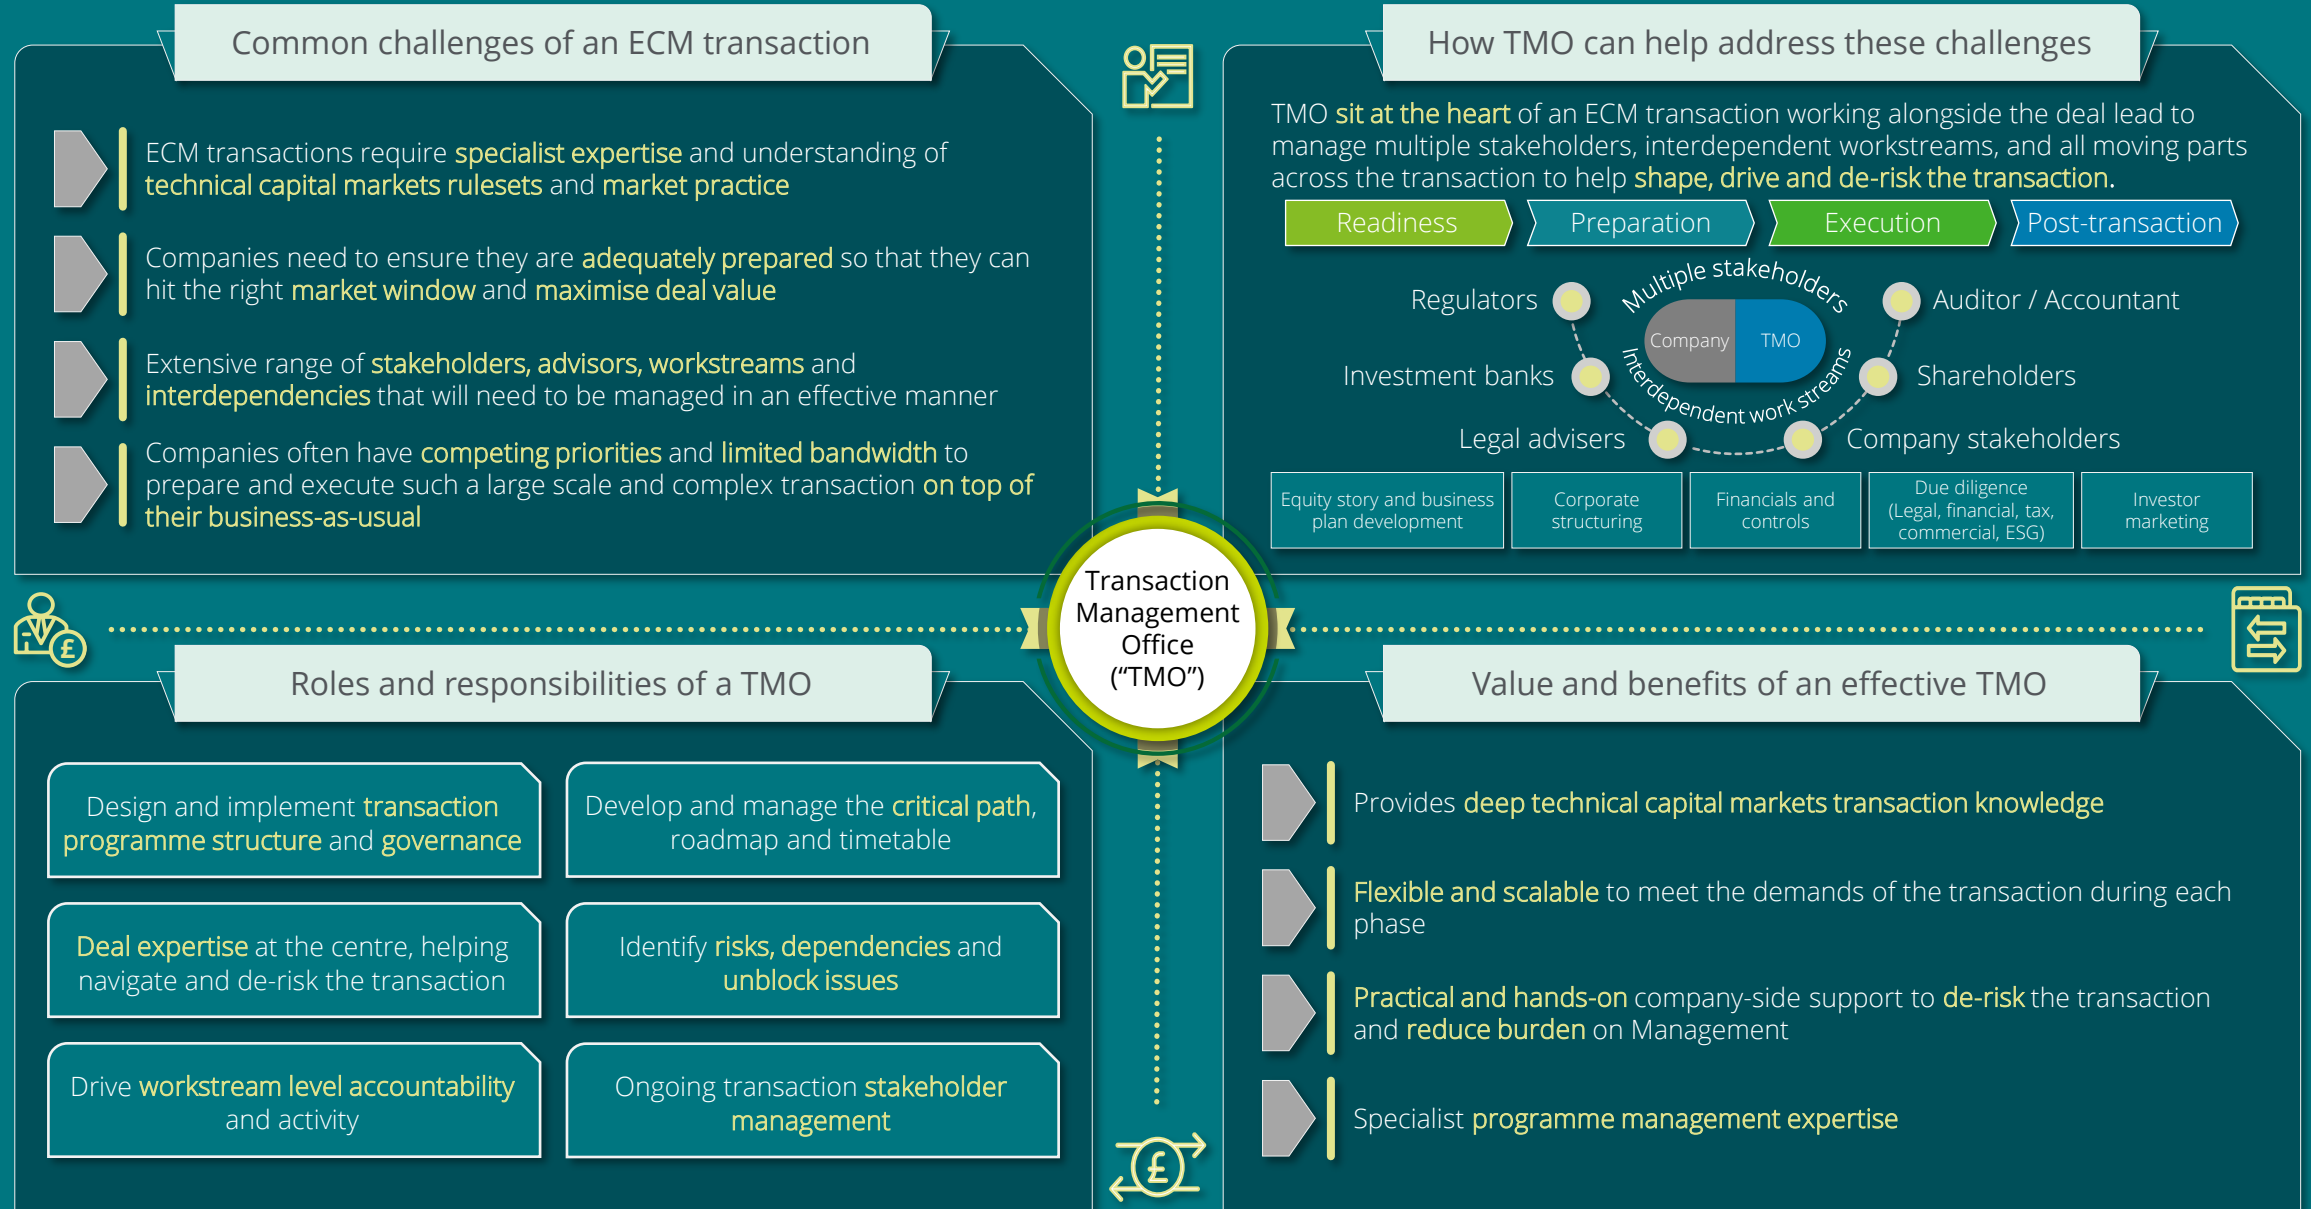 Common challenges of an ECM transaction
ECM transactions require specialist expertise and understanding of
technical capital markets rulesets and market practice
Companies need to ensure they are adequately prepared so that they can
hit the right market window and maximise deal value
Extensive range of stakeholders, advisors, workstreams and
interdependencies that will need to be managed in an effective manner
Companies often have competing priorities and limited bandwidth to
prepare and execute such a large scale and complex transaction on top of
their business-as-usual
How TMO can help address these challenges
TMO sit at the heart of an ECM transaction working alongside the deal lead to
manage multiple stakeholders, interdependent workstreams, and all moving parts
across the transaction to help shape, drive and de-risk the transaction.
Readiness
Preparation
Execution
Post-transaction
Multiple stakeholders
Company
TMO
Interdependent work streams
Regulators
Investment banks
Legal advisers
Auditor / Accountant
Shareholders
Company stakeholders
Equity story and business
plan development
Corporate
structuring
Financials and
controls
Due diligence
(Legal, financial, tax,
commercial, ESG)
Investor
marketing
Transaction
Management
Office
(“TMO”)
£
Roles and responsibilities of a TMO
Design and implement transaction
programme structure and governance
Develop and manage the critical path,
roadmap and timetable
Deal expertise at the centre, helping
navigate and de-risk the transaction
Identify risks, dependencies and
unblock issues
Drive workstream level accountability
and activity
Ongoing transaction stakeholder
management
£
Value and benefits of an effective TMO
Provides deep technical capital markets transaction knowledge
Flexible and scalable to meet the demands of the transaction during each
phase
Practical and hands-on company-side support to de-risk the transaction
and reduce burden on Management
Specialist programme management expertise